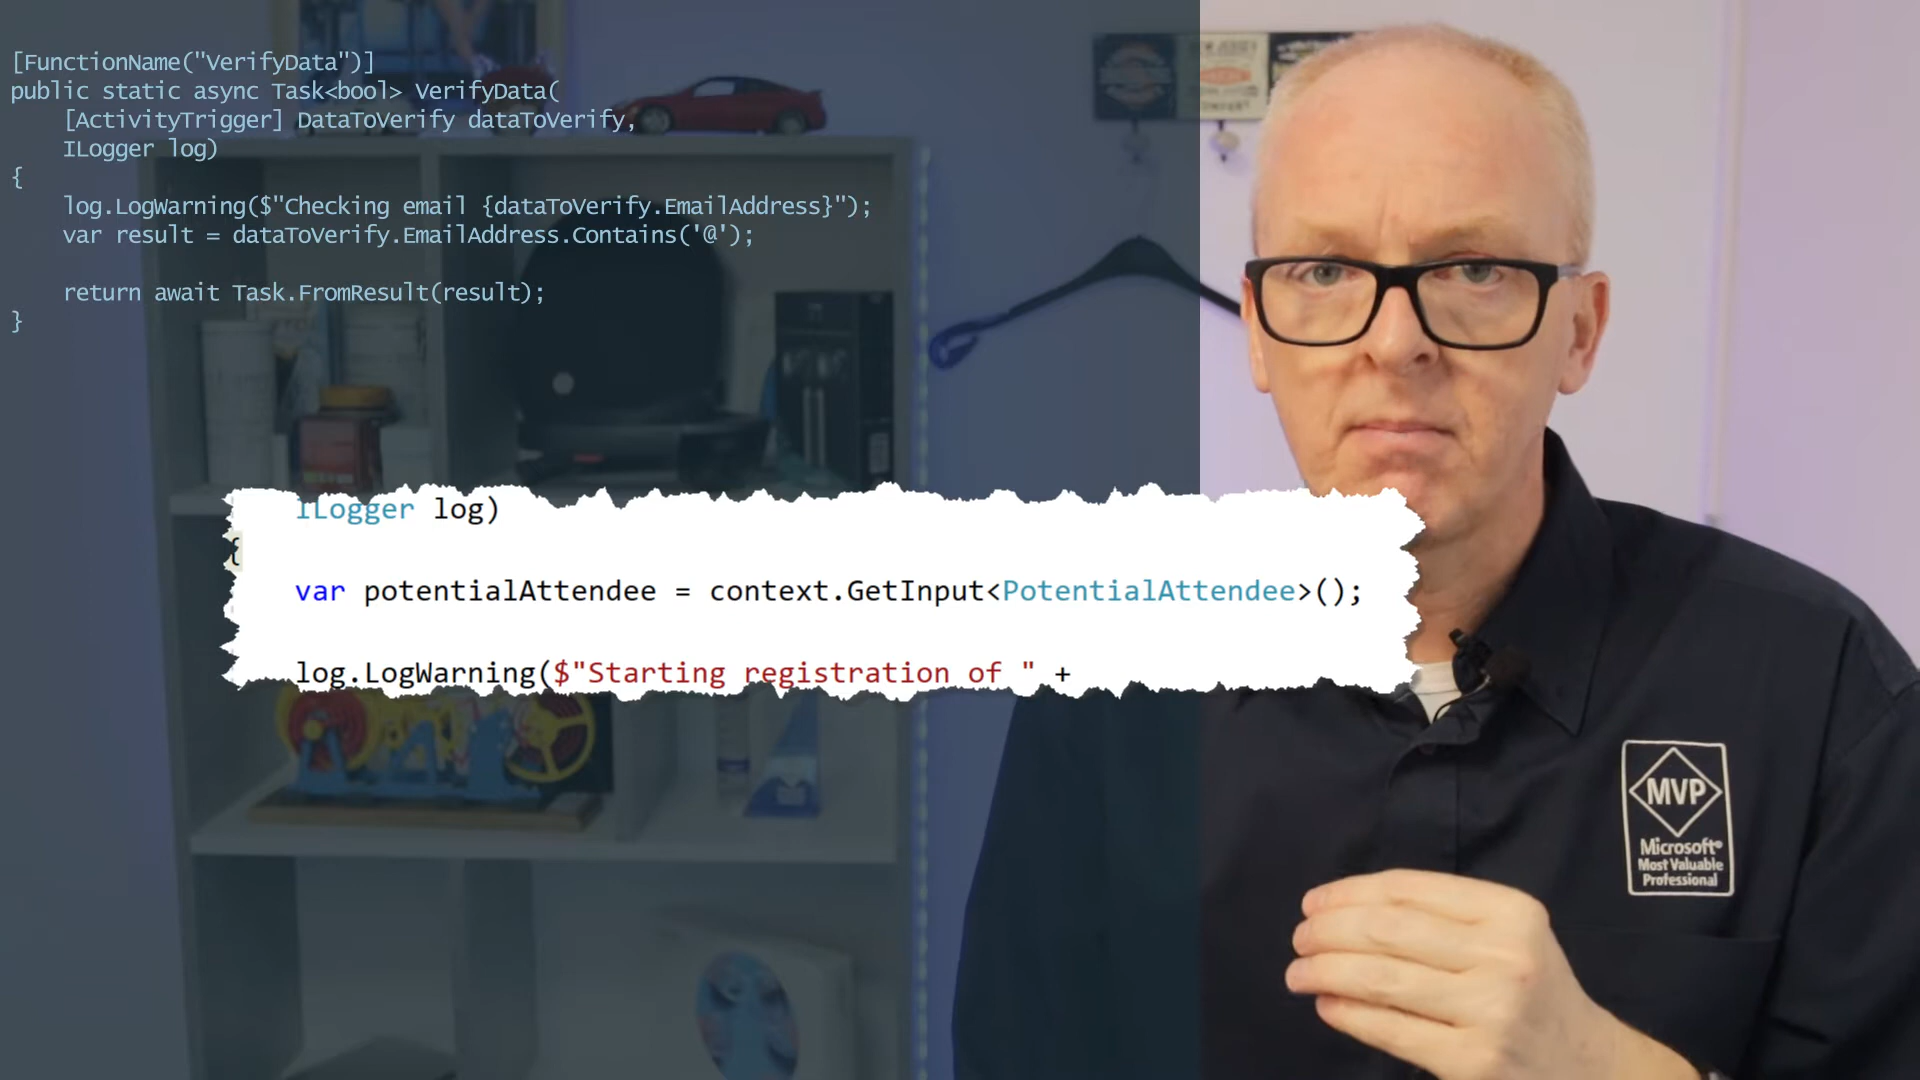 [FunctionName("VerifyData")]
public static async Task<bool> VerifyData(
    [ActivityTrigger] DataToVerify dataToVerify,
    ILogger log)
{
    log.LogWarning($"Checking email {dataToVerify.EmailAddress}");
    var result = dataToVerify.EmailAddress.Contains('@');
    return await Task.FromResult(result);
}
ILogger log)
{
var potentialAttendee = context.GetInput<PotentialAttendee>();
log.LogWarning($"Starting registration of " +
MVP
Microsoft®
Most Valuable
Professional